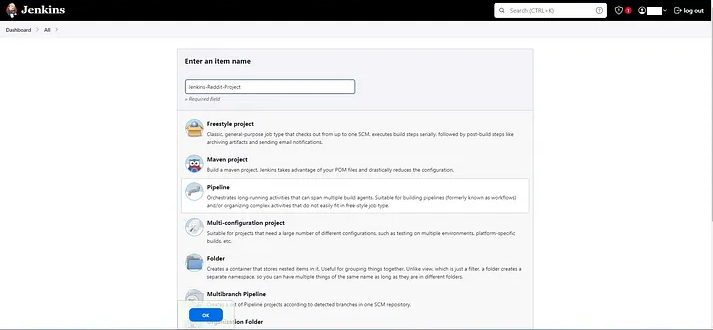 Jenkins
Search (CTRL+K)
1
log out
Dashboard
All
Enter an item name
Jenkins-Reddit-Project
» Required field
Freestyle project
Classic, general-purpose job type that checks out from up to one SCM, executes build steps serially, followed by post-build steps like
archiving artifacts and sending email notifications.
Maven project
Build a maven project. Jenkins takes advantage of your POM files and drastically reduces the configuration.
Pipeline
Orchestrates long-running activities that can span multiple build agents. Suitable for building pipelines (formerly known as workflows)
and/or organizing complex activities that do not easily fit in free-style job type.
Multi-configuration project
Suitable for projects that need a large number of different configurations, such as testing on multiple environments, platform-specific
builds, etc.
Folder
Creates a container that stores nested items in it. Useful for grouping things together. Unlike view, which is just a filter, a folder creates a
separate namespace, so you can have multiple things of the same name as long as they are in different folders.
Multibranch Pipeline
Creates a set of Pipeline projects according to detected branches in one SCM repository.
OK
Organization Folder